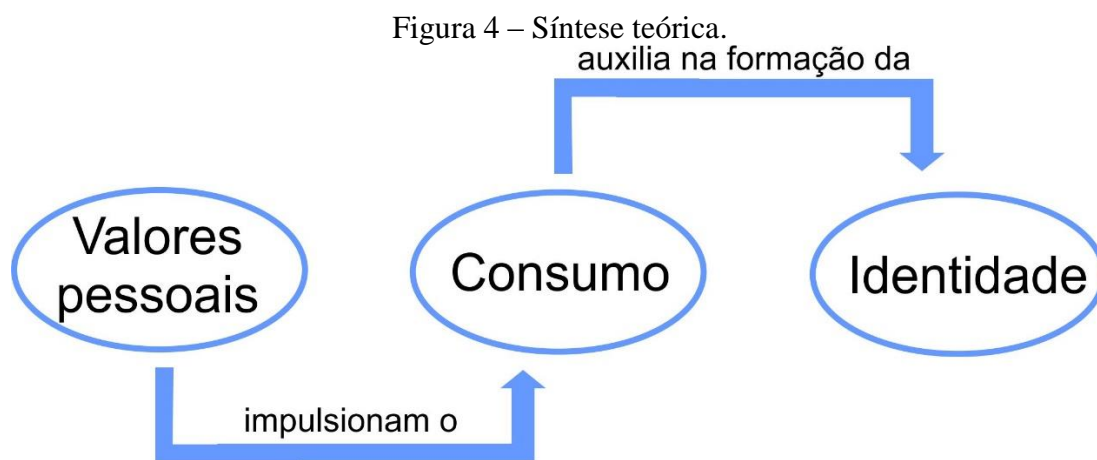 Figura 4 – Síntese teórica.
auxilia na formação da
Valores
pessoais
Consumo
Identidade
impulsionam o